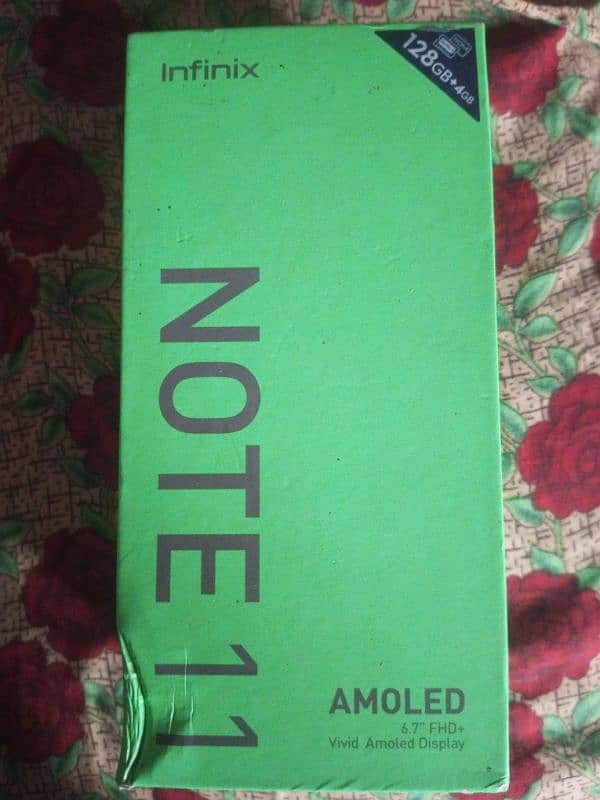 Infinix
128GB+4GB
NOTE 11
AMOLED
6.7" FHD+
Vivid Amoled Display